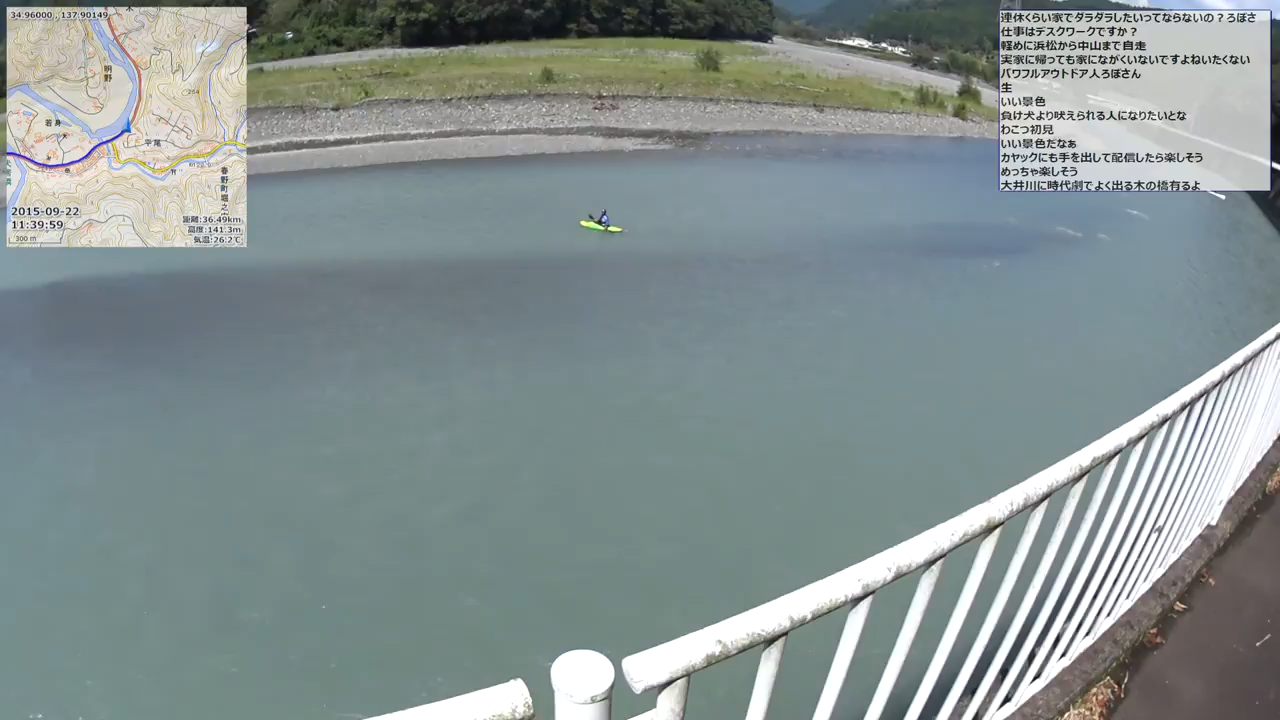 34.96000 , 137.90149
明野
264
若身
平尾
春野町堀之内
2015-09-22
11:39:59
300 m
距離:36.49km
高度:141.3m
気温:26.2℃
連休くらい家でダラダラしたいってならないの？ろぼさ
仕事はデスクワークですか？
軽めに浜松から中山まで自走
実家に帰っても家にながくいないですよねいたくない
パワフルアウトドア人ろぼさん
生
いい景色
負け犬より吠えられる人になりたいとな
わこつ初見
いい景色だなぁ
カヤックにも手を出して配信したら楽しそう
めっちゃ楽しそう
大井川に時代劇でよく出る木の橋有るよ